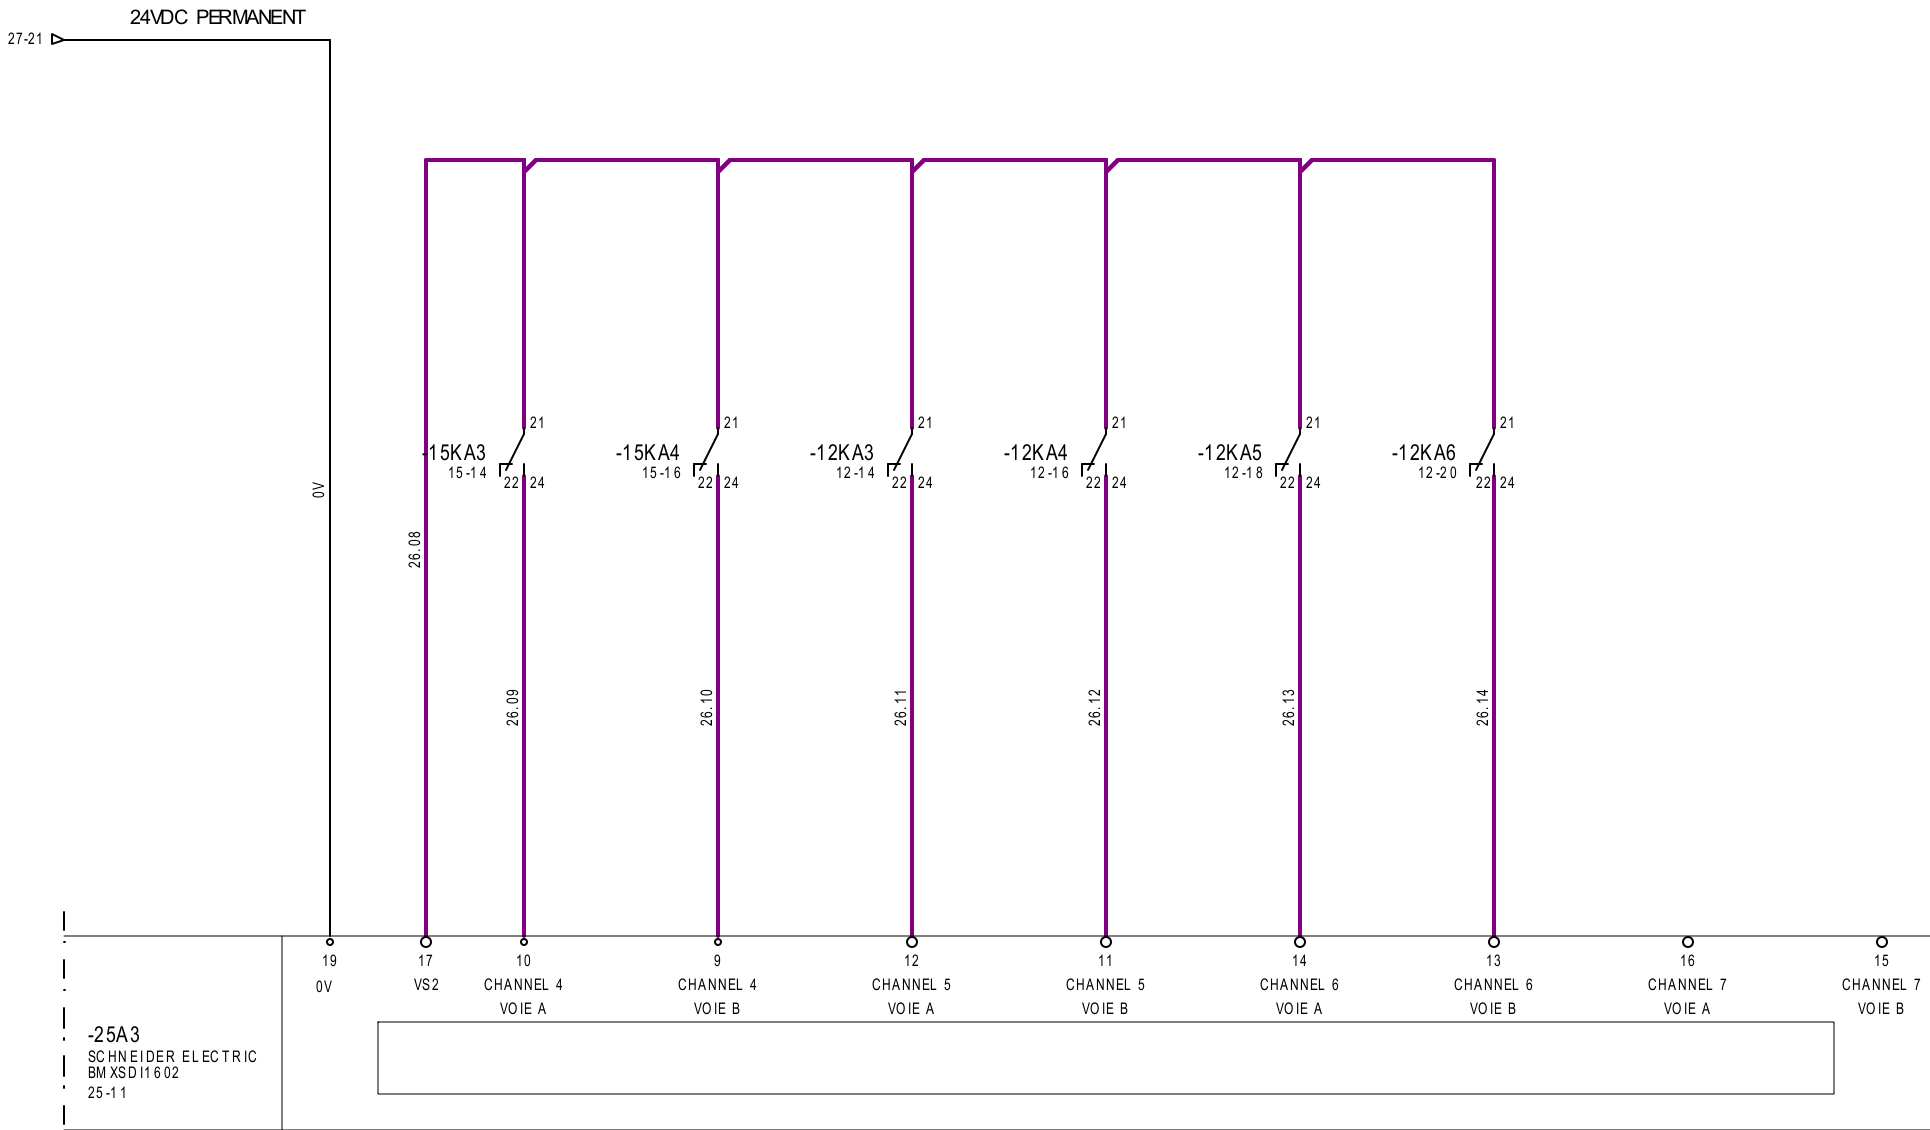 24VDC PERMANENT
27-21
21
21
21
21
21
21
-15KA3
-15KA4
-12KA3
-12KA4
-12KA5
-12KA6
15-14
15-16
12-14
12-16
12-18
12-20
22 24
22 24
22 24
22 24
22 24
22 24
0V
26.08
26.09
26.10
26.11
26.12
26.13
26.14
19
17
10
9
12
11
14
13
16
15
0V
VS2
CHANNEL 4
CHANNEL 4
CHANNEL 5
CHANNEL 5
CHANNEL 6
CHANNEL 6
CHANNEL 7
CHANNEL 7
VOIE A
VOIE B
VOIE A
VOIE B
VOIE A
VOIE B
VOIE A
VOIE B
-25A3
SCHNEIDER ELECTRIC
BMXSDI1602
25-11